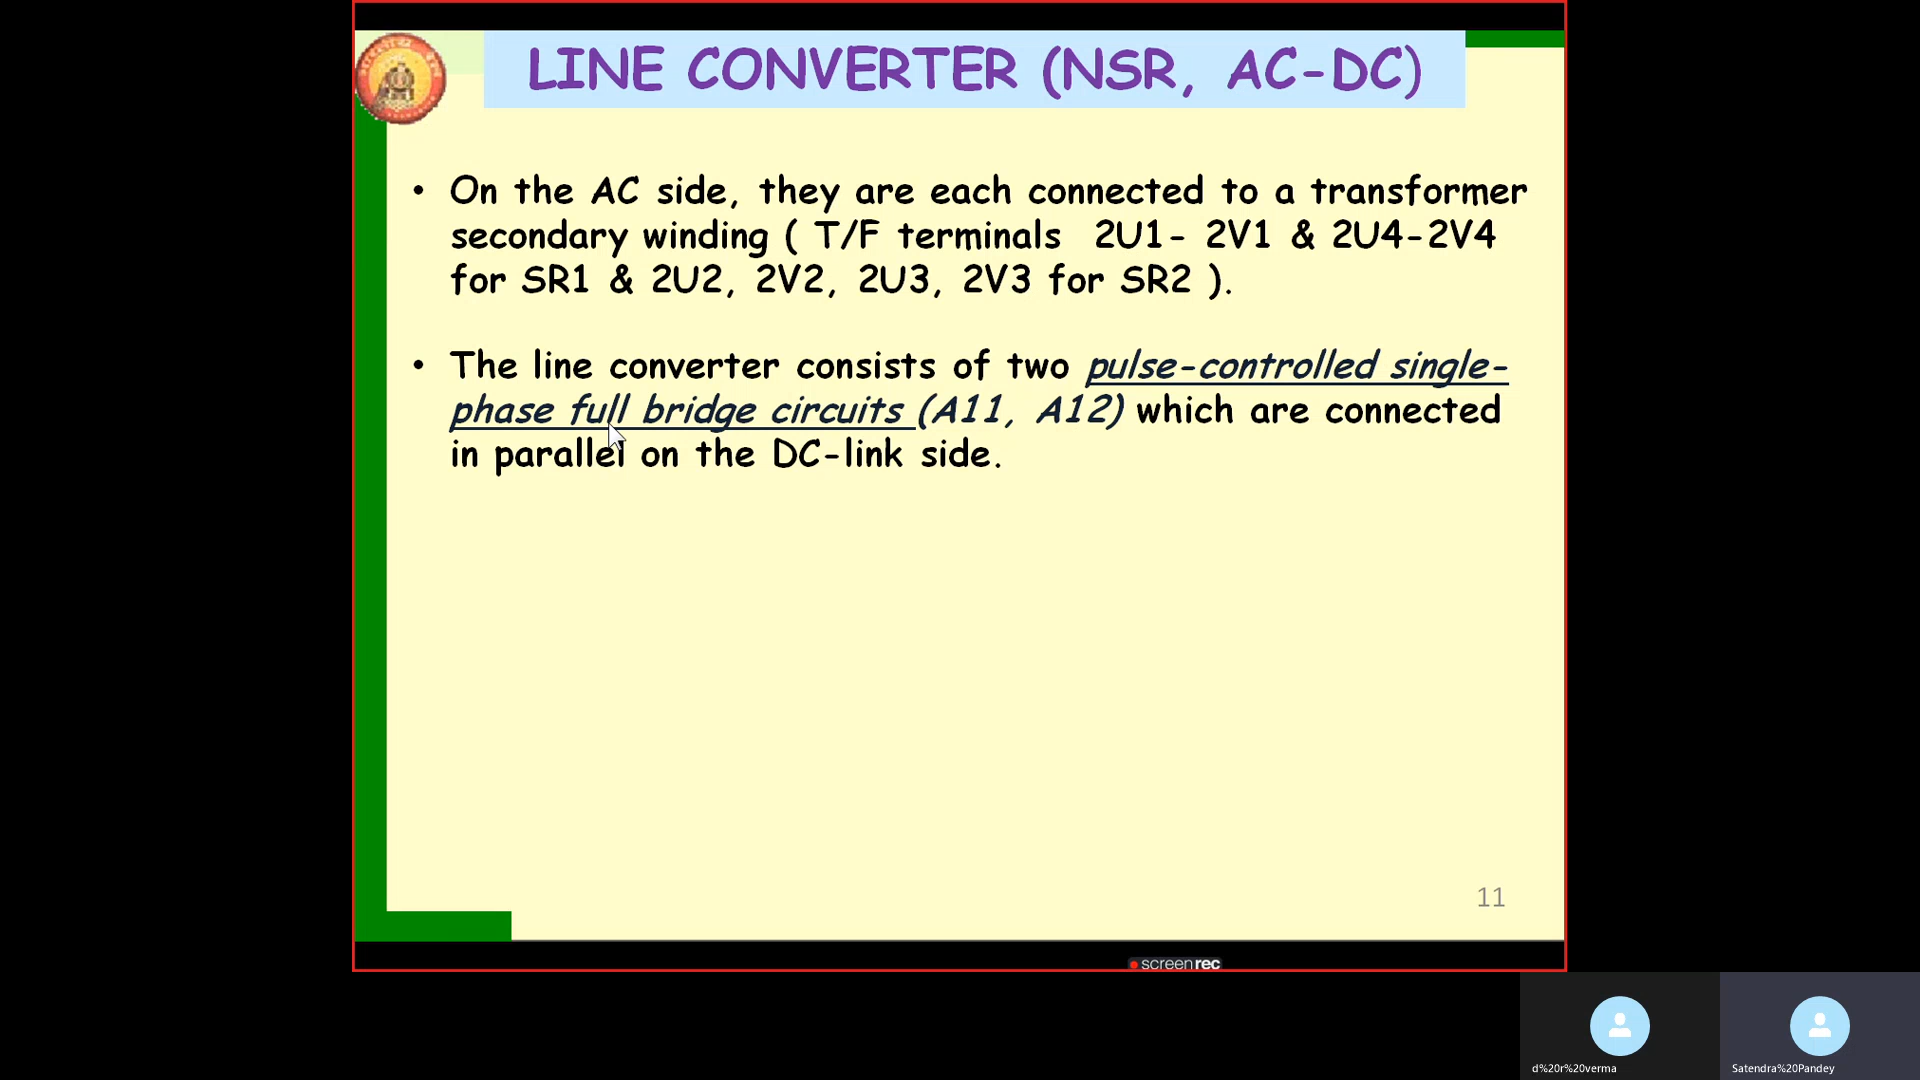 LINE CONVERTER (NSR, AC-DC)
• On the AC side, they are each connected to a transformer
secondary winding ( T/F terminals 2U1- 2V1 & 2U4-2V4
for SR1 & 2U2, 2V2, 2U3, 2V3 for SR2 ).
• The line converter consists of two pulse-controlled single-
phase full bridge circuits (A11, A12) which are connected
in parallel on the DC-link side.
11
screenrec
d%20r%20verma
Satendra%20Pandey